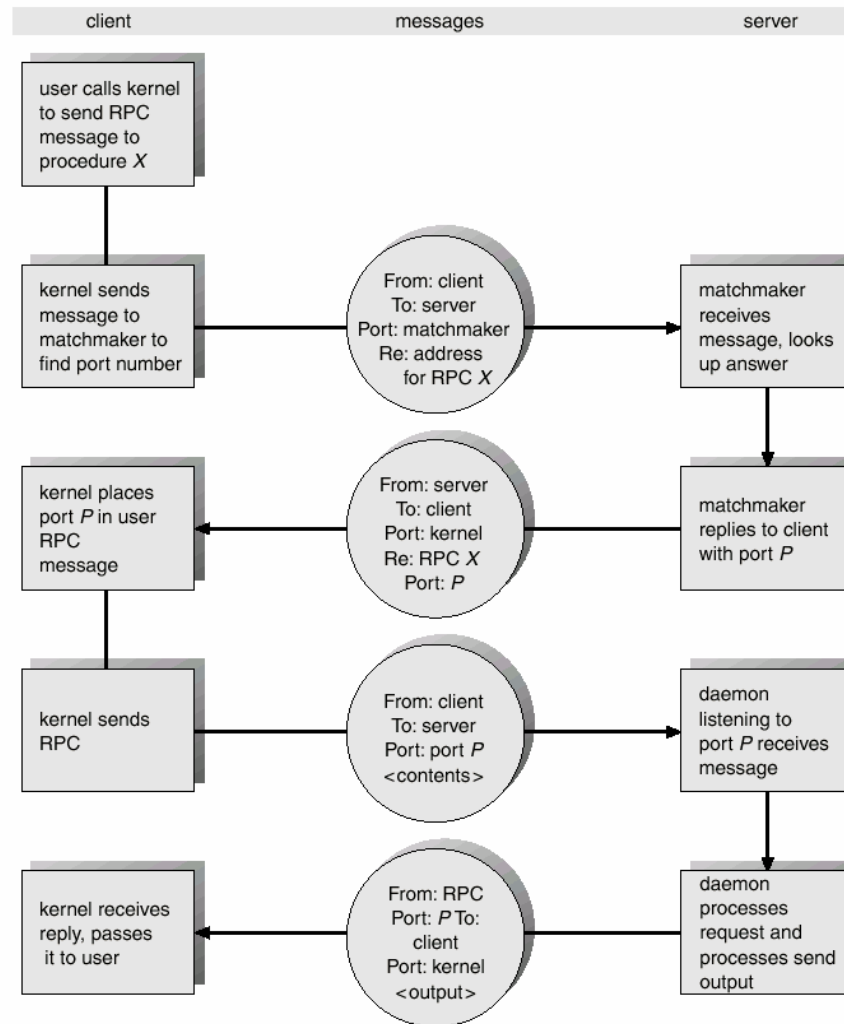 client
messages
server
user calls kernel
to send RPC
message to
procedure X
kernel sends
message to
matchmaker to
find port number
From: client
To: server
Port: matchmaker
Re: address
for RPC X
matchmaker
receives
message, looks
up answer
kernel places
port P in user
RPC
message
From: server
To: client
Port: kernel
Re: RPC X
Port: P
matchmaker
replies to client
with port P
kernel sends
RPC
From: client
To: server
Port: port P
<contents>
daemon
listening to
port P receives
message
kernel receives
reply, passes
it to user
From: RPC
Port: P To:
client
Port: kernel
<output>
daemon
processes
request and
processes send
output